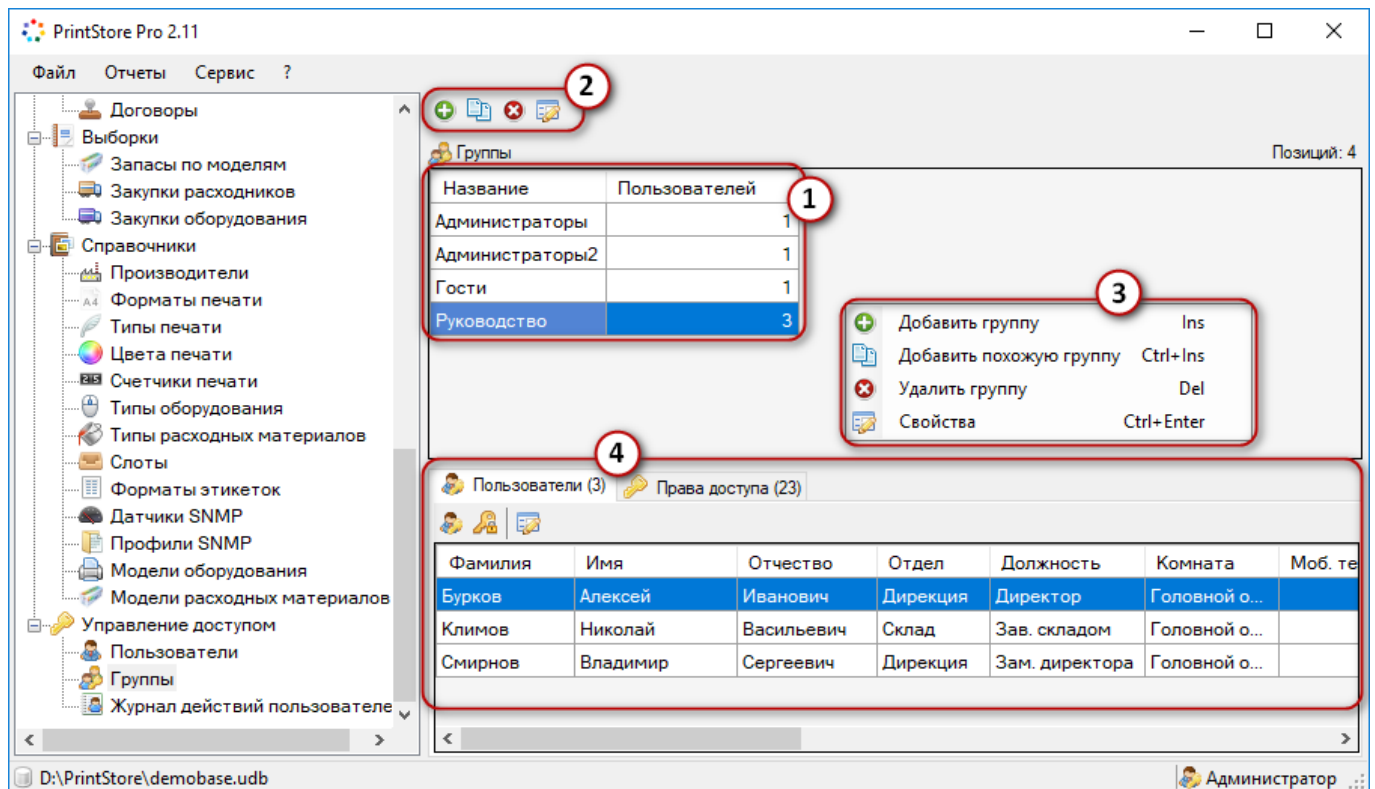 PrintStore Pro 2.11
Файл Отчеты Сервис ?
Договоры
Выборки
Запасы по моделям
Закупки расходников
Закупки оборудования
Справочники
Производители
A4 Форматы печати
Типы печати
Цвета печати
Счетчики печати
Типы оборудования
Типы расходных материалов
Слоты
Форматы этикеток
Датчики SNMP
Профили SNMP
Модели оборудования
Модели расходных материалов
Управление доступом
Пользователи
Группы
Журнал действий пользователе
2
Группы Позиций: 4
1
Название Пользователей
Администраторы 1
Администраторы2 1
Гости 1
Руководство 3
3
Добавить группу Ins
Добавить похожую группу Ctrl+Ins
Удалить группу Del
Свойства Ctrl+Enter
4
Пользователи (3) Права доступа (23)
Фамилия Имя Отчество Отдел Должность Комната Моб. те
Бурков Алексей Иванович Дирекция Директор Головной о...
Климов Николай Васильевич Склад Зав. складом Головной о...
Смирнов Владимир Сергеевич Дирекция Зам. директора Головной о...
D:\PrintStore\demobase.udb Администратор